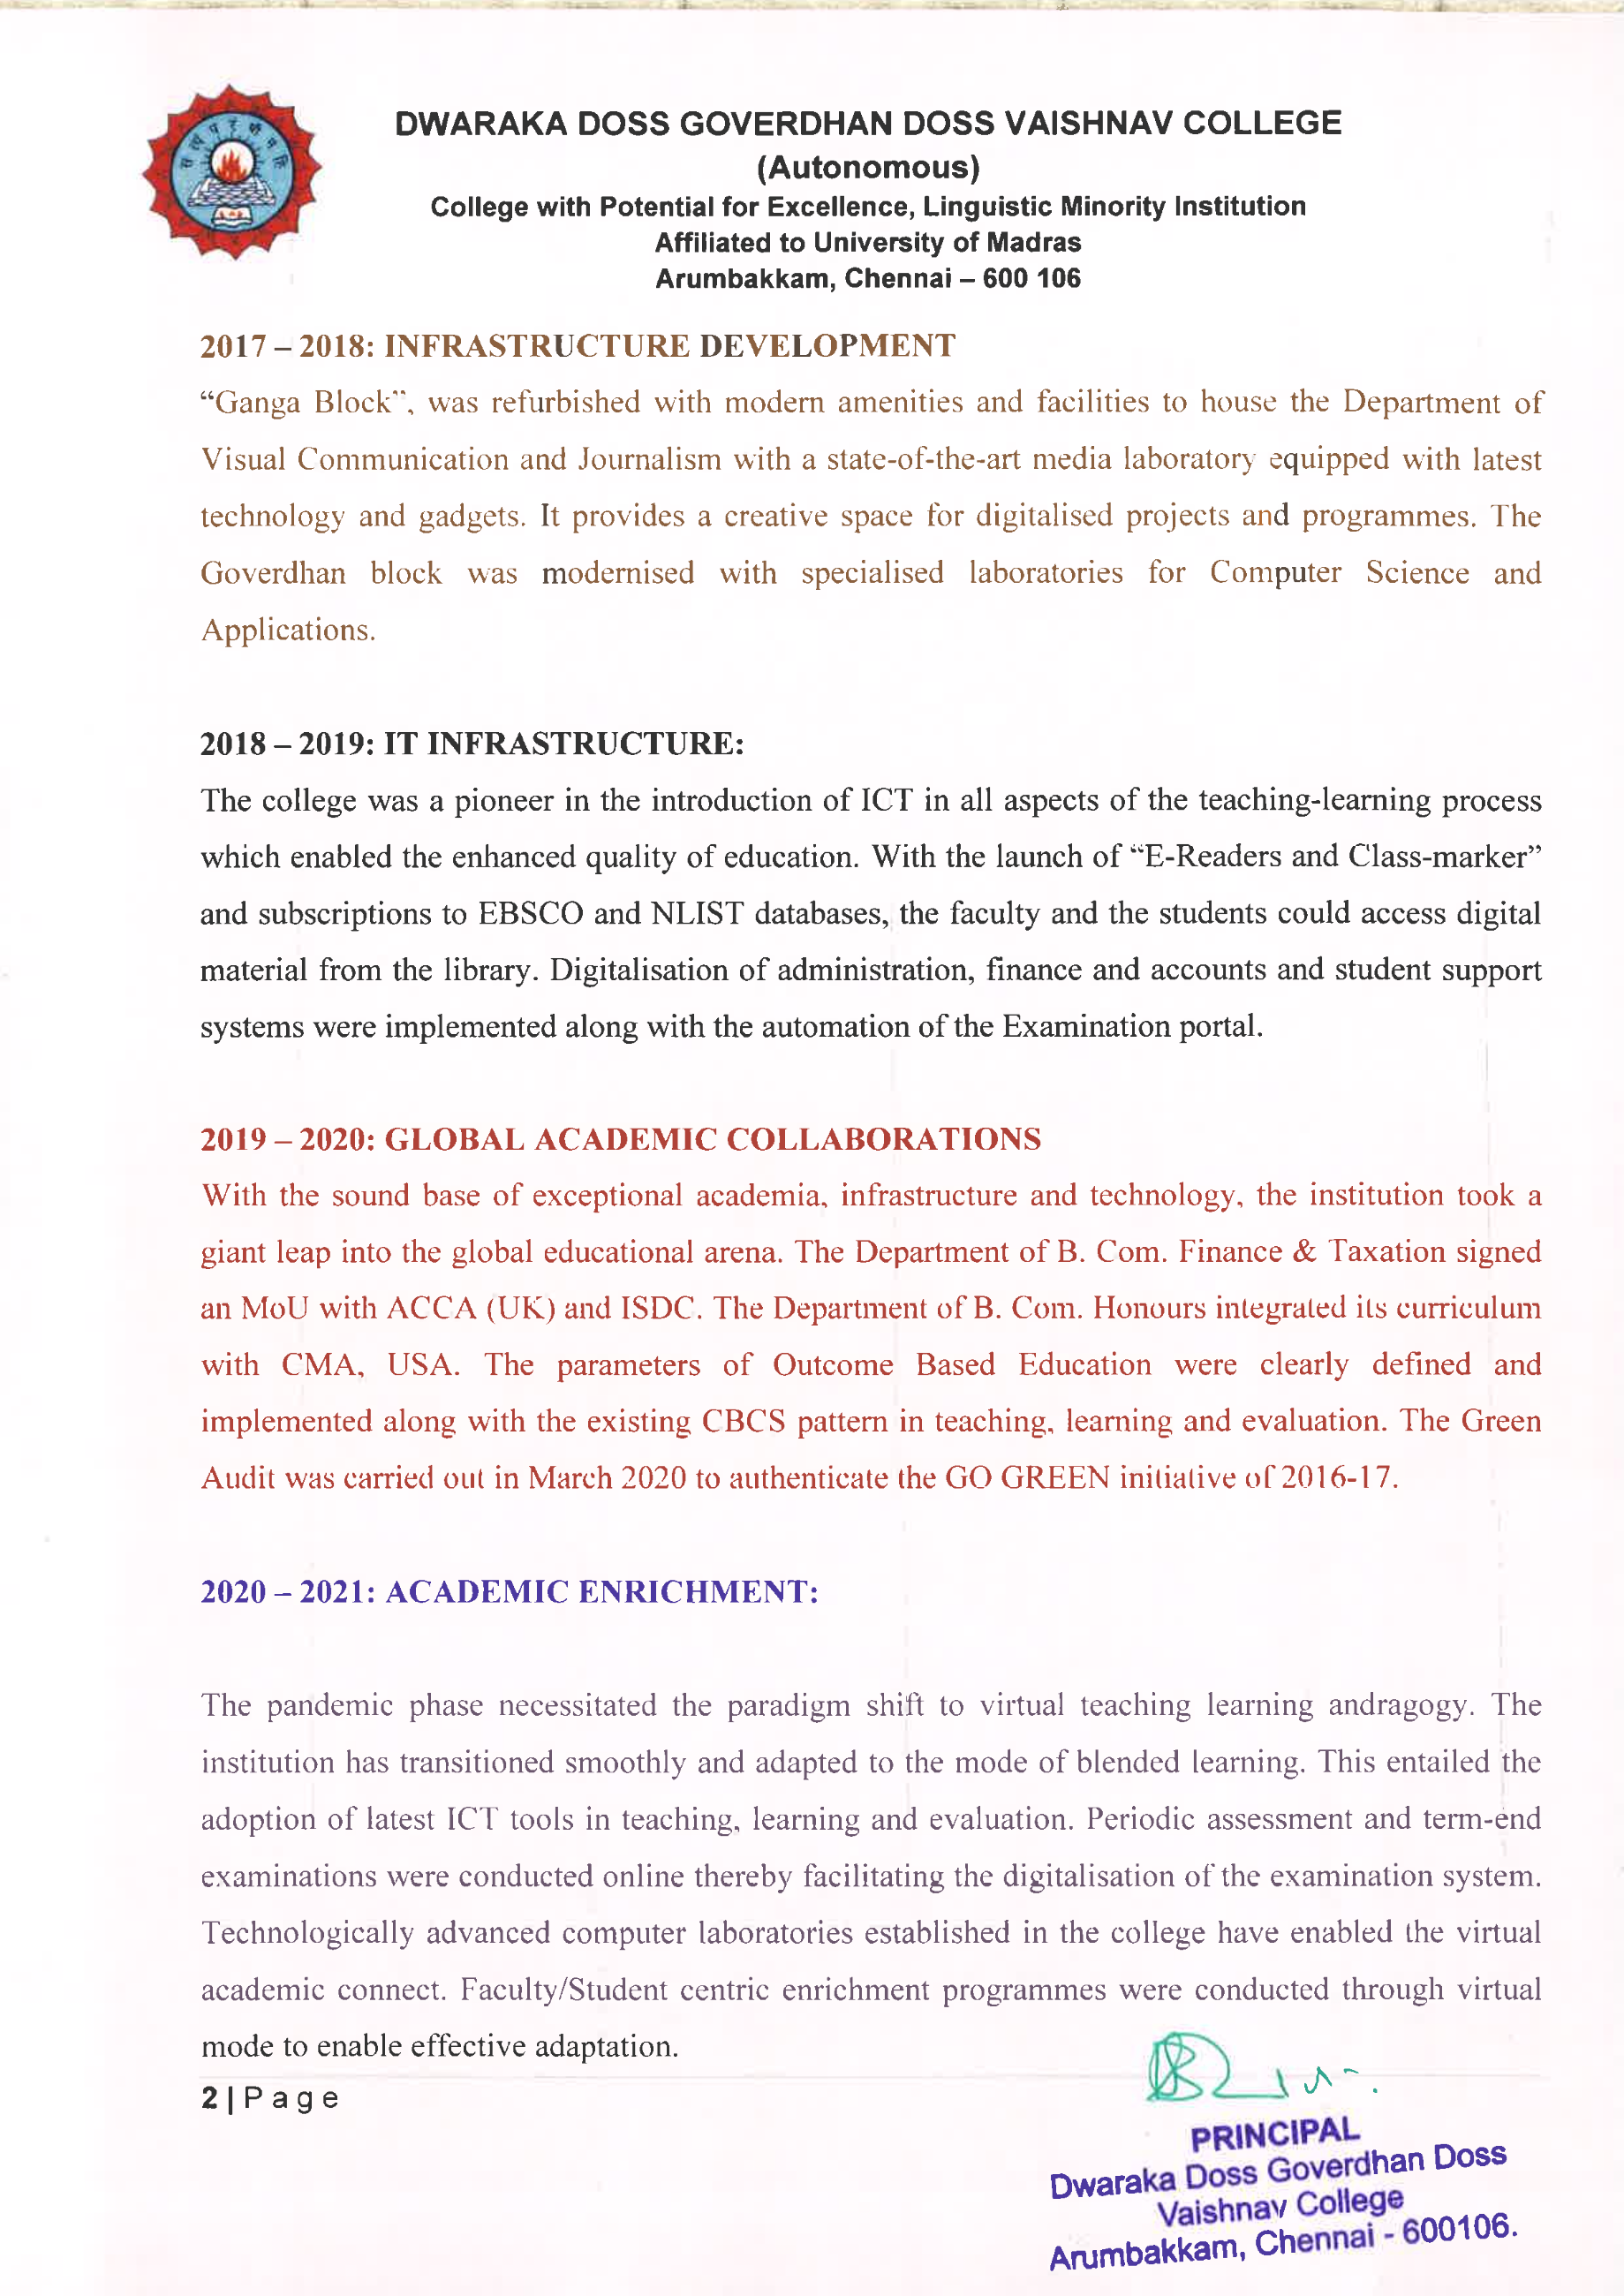 DWARAKA DOSS GOVERDHAN DOSS VAISHNAV COLLEGE
(Autonomous)
College with Potential for Excellence, Linguistic Minority Institution
Affiliated to University of Madras
Arumbakkam, Chennai – 600 106
2017 – 2018: INFRASTRUCTURE DEVELOPMENT
“Ganga Block”, was refurbished with modern amenities and facilities to house the Department of
Visual Communication and Journalism with a state-of-the-art media laboratory equipped with latest
technology and gadgets. It provides a creative space for digitalised projects and programmes. The
Goverdhan block was modernised with specialised laboratories for Computer Science and
Applications.
2018 – 2019: IT INFRASTRUCTURE:
The college was a pioneer in the introduction of ICT in all aspects of the teaching-learning process
which enabled the enhanced quality of education. With the launch of “E-Readers and Class-marker”
and subscriptions to EBSCO and NLIST databases, the faculty and the students could access digital
material from the library. Digitalisation of administration, finance and accounts and student support
systems were implemented along with the automation of the Examination portal.
2019 – 2020: GLOBAL ACADEMIC COLLABORATIONS
With the sound base of exceptional academia, infrastructure and technology, the institution took a
giant leap into the global educational arena. The Department of B. Com. Finance & Taxation signed
an MoU with ACCA (UK) and ISDC. The Department of B. Com. Honours integrated its curriculum
with CMA, USA. The parameters of Outcome Based Education were clearly defined and
implemented along with the existing CBCS pattern in teaching, learning and evaluation. The Green
Audit was carried out in March 2020 to authenticate the GO GREEN initiative of 2016-17.
2020 – 2021: ACADEMIC ENRICHMENT:
The pandemic phase necessitated the paradigm shift to virtual teaching learning andragogy. The
institution has transitioned smoothly and adapted to the mode of blended learning. This entailed the
adoption of latest ICT tools in teaching, learning and evaluation. Periodic assessment and term-end
examinations were conducted online thereby facilitating the digitalisation of the examination system.
Technologically advanced computer laboratories established in the college have enabled the virtual
academic connect. Faculty/Student centric enrichment programmes were conducted through virtual
mode to enable effective adaptation.
2 | P a g e
PRINCIPAL
Dwaraka Doss Goverdhan Doss
Vaishnav College
Arumbakkam, Chennai - 600106.